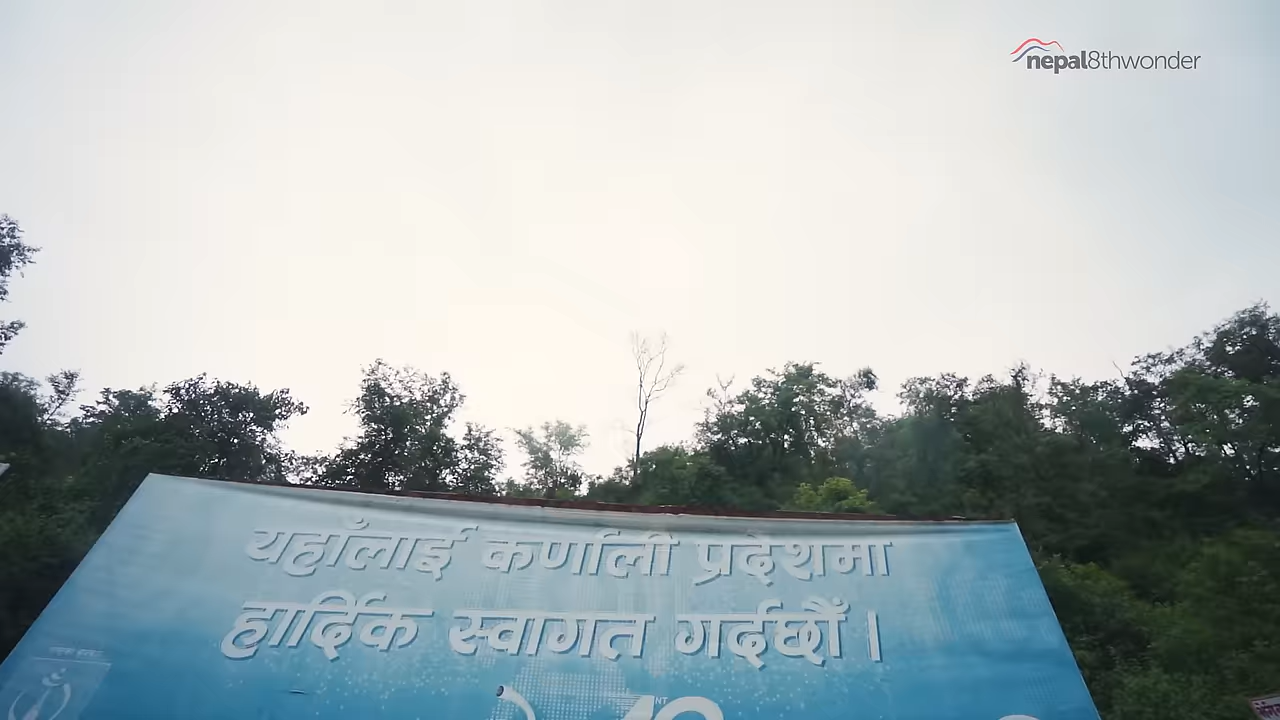 nepal8thwonder
यहाँलाई कर्णाली प्रदेशमा
हार्दिक स्वागत गर्दछौं ।